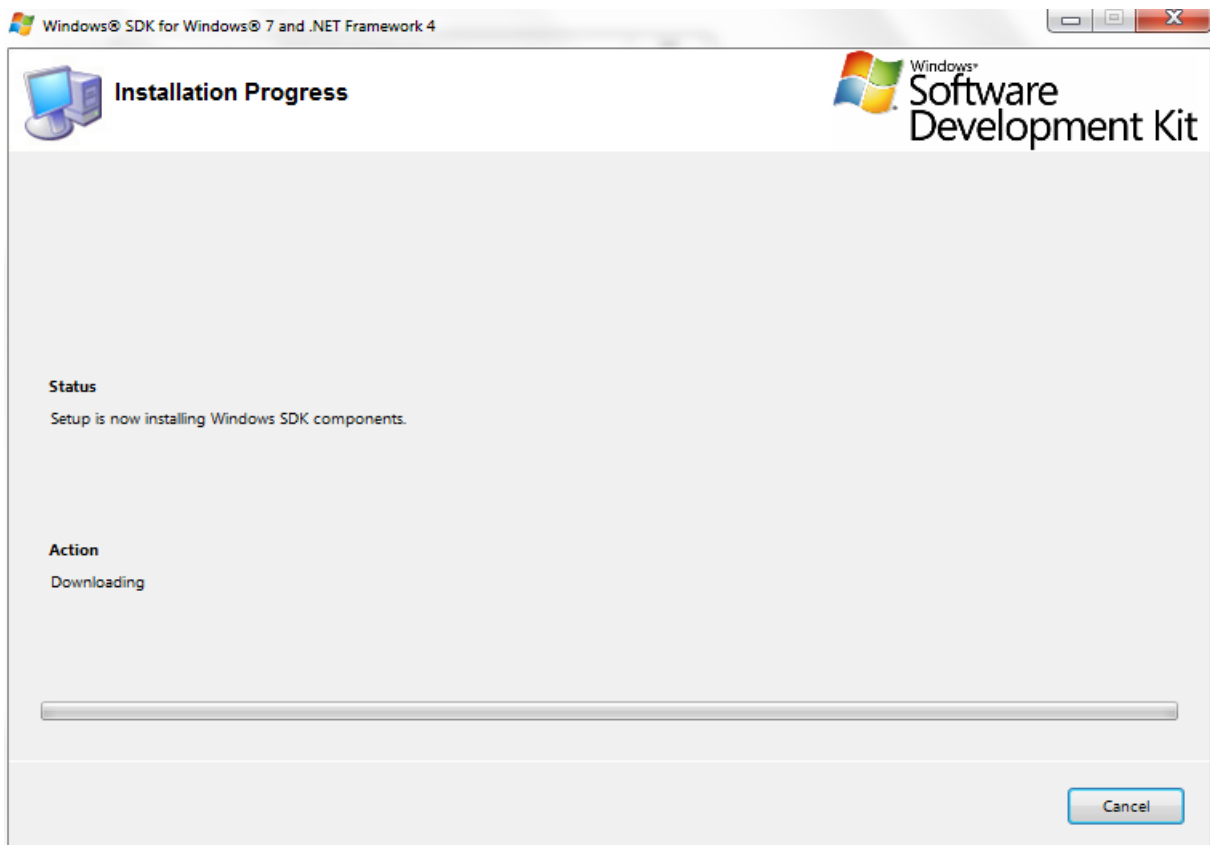 Windows® SDK for Windows® 7 and .NET Framework 4
Installation Progress
Windows®
Software
Development Kit
Status
Setup is now installing Windows SDK components.
Action
Downloading
Cancel